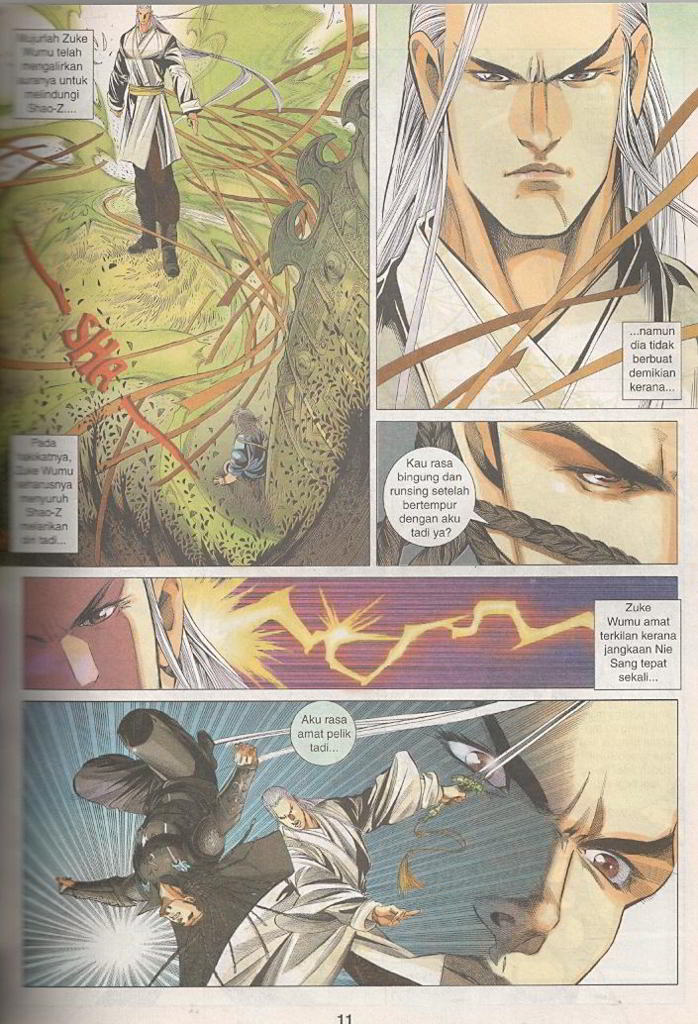 Wujurlah Zuke
Wumu telah
mengalirkan
auranya untuk
melindungi
Shao-Z....
...namun
dia tidak
berbuat
demikian
kerana...
SHA
Pada
hakikatnya,
Zuke Wumu
seharusnya
menyuruh
Shao-Z
melarikan
diri tadi...
Kau rasa
bingung dan
runsing setelah
bertempur
dengan aku
tadi ya?
Zuke
Wumu amat
terkilan kerana
jangkaan Nie
Sang tepat
sekali...
Aku rasa
amat pelik
tadi...
11